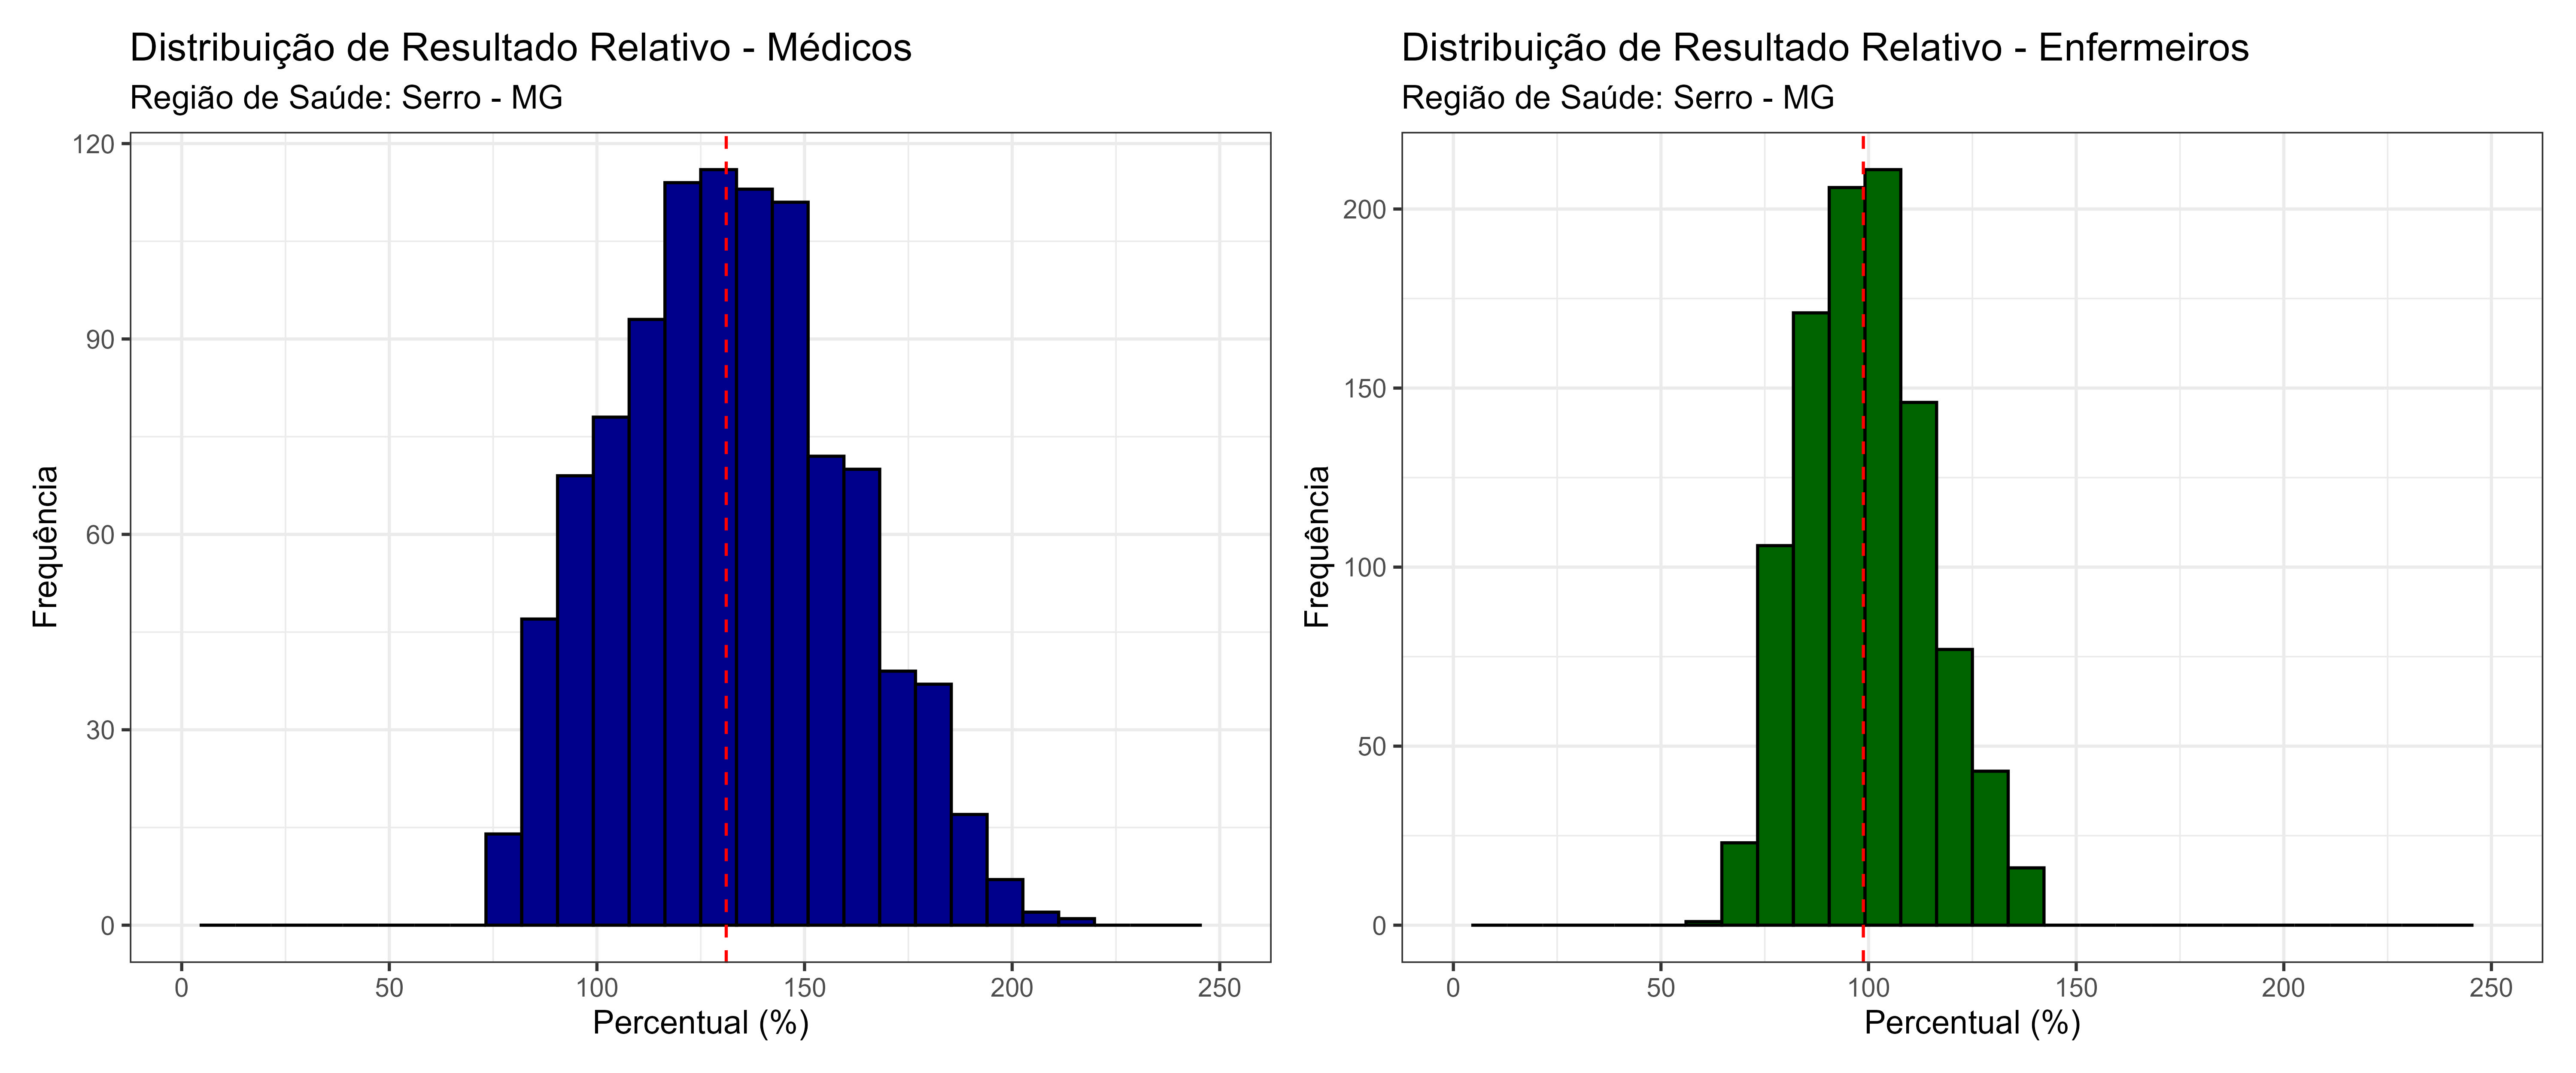 Distribuição de Resultado Relativo - Médicos
Região de Saúde: Serro - MG
120
90
60
30
0
Frequência
0 50 100 150 200 250
Percentual (%)
Distribuição de Resultado Relativo - Enfermeiros
Região de Saúde: Serro - MG
200
150
100
50
0
Frequência
0 50 100 150 200 250
Percentual (%)